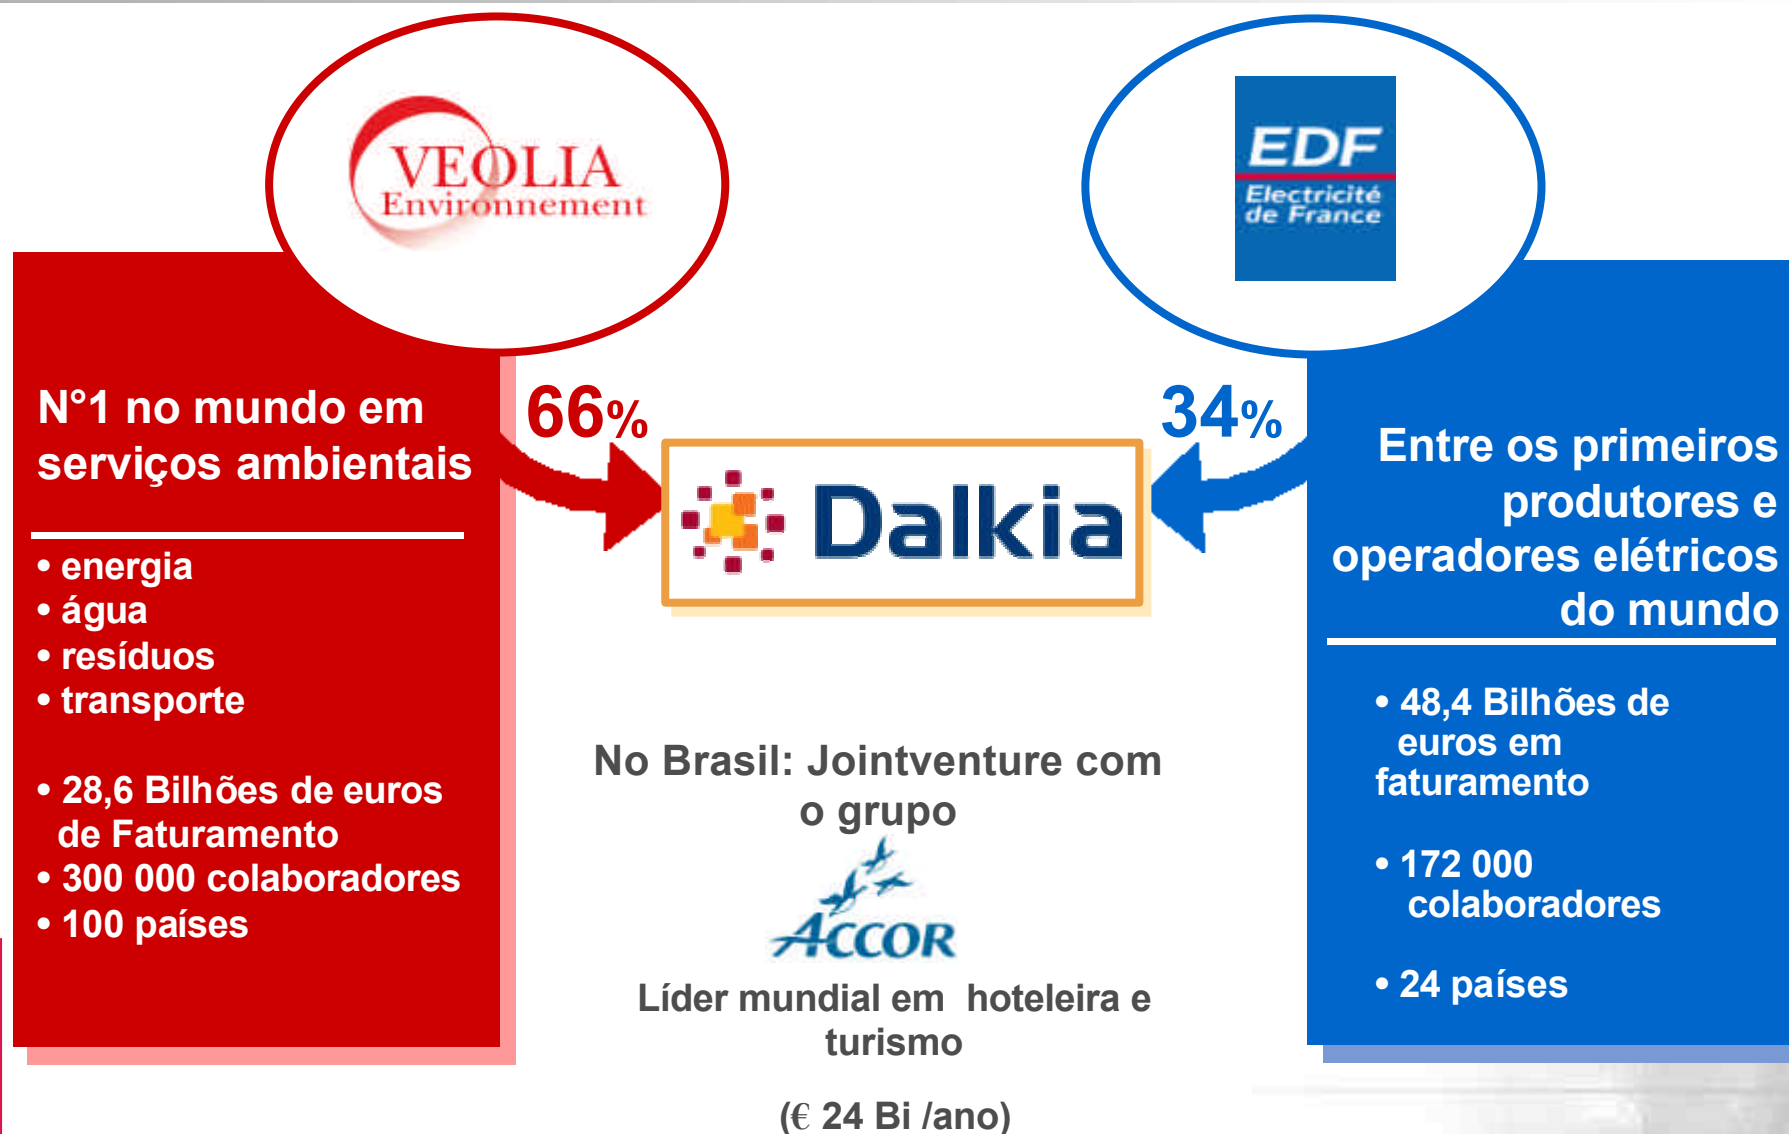 VEOLIA
Environnement
EDF
Electricité
de France
N°1 no mundo em
serviços ambientais
• energia
• água
• resíduos
• transporte
• 28,6 Bilhões de euros
de Faturamento
• 300 000 colaboradores
• 100 países
66%
34%
Dalkia
No Brasil: Jointventure com
o grupo
ACCOR
Líder mundial em hoteleira e
turismo
(€ 24 Bi /ano)
Entre os primeiros
produtores e
operadores elétricos
do mundo
• 48,4 Bilhões de
euros em
faturamento
• 172 000
colaboradores
• 24 países